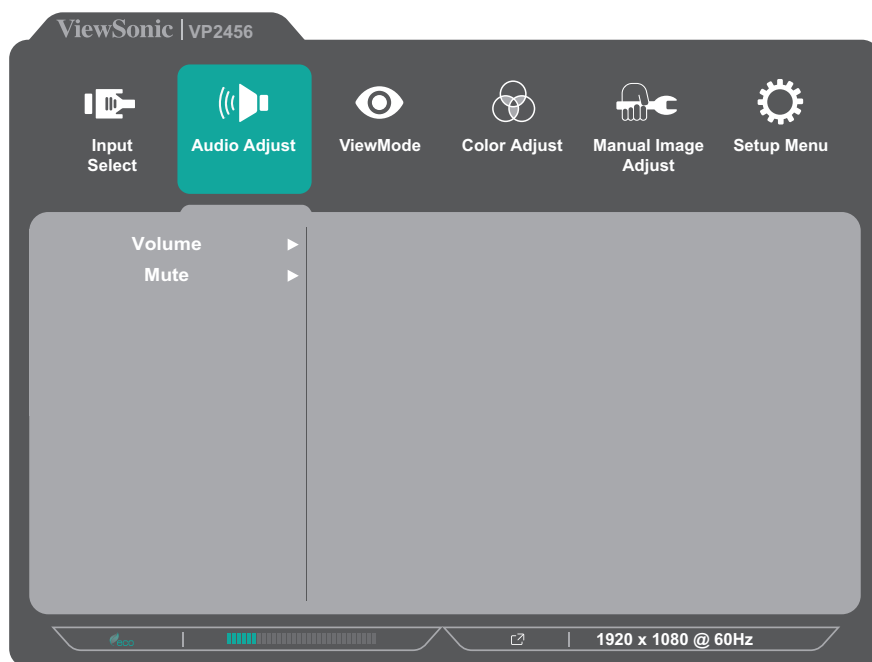 ViewSonic | VP2456
Input
Select
Audio Adjust
ViewMode
Color Adjust
Manual Image
Adjust
Setup Menu
Volume
Mute
eco
1920 x 1080 @ 60Hz